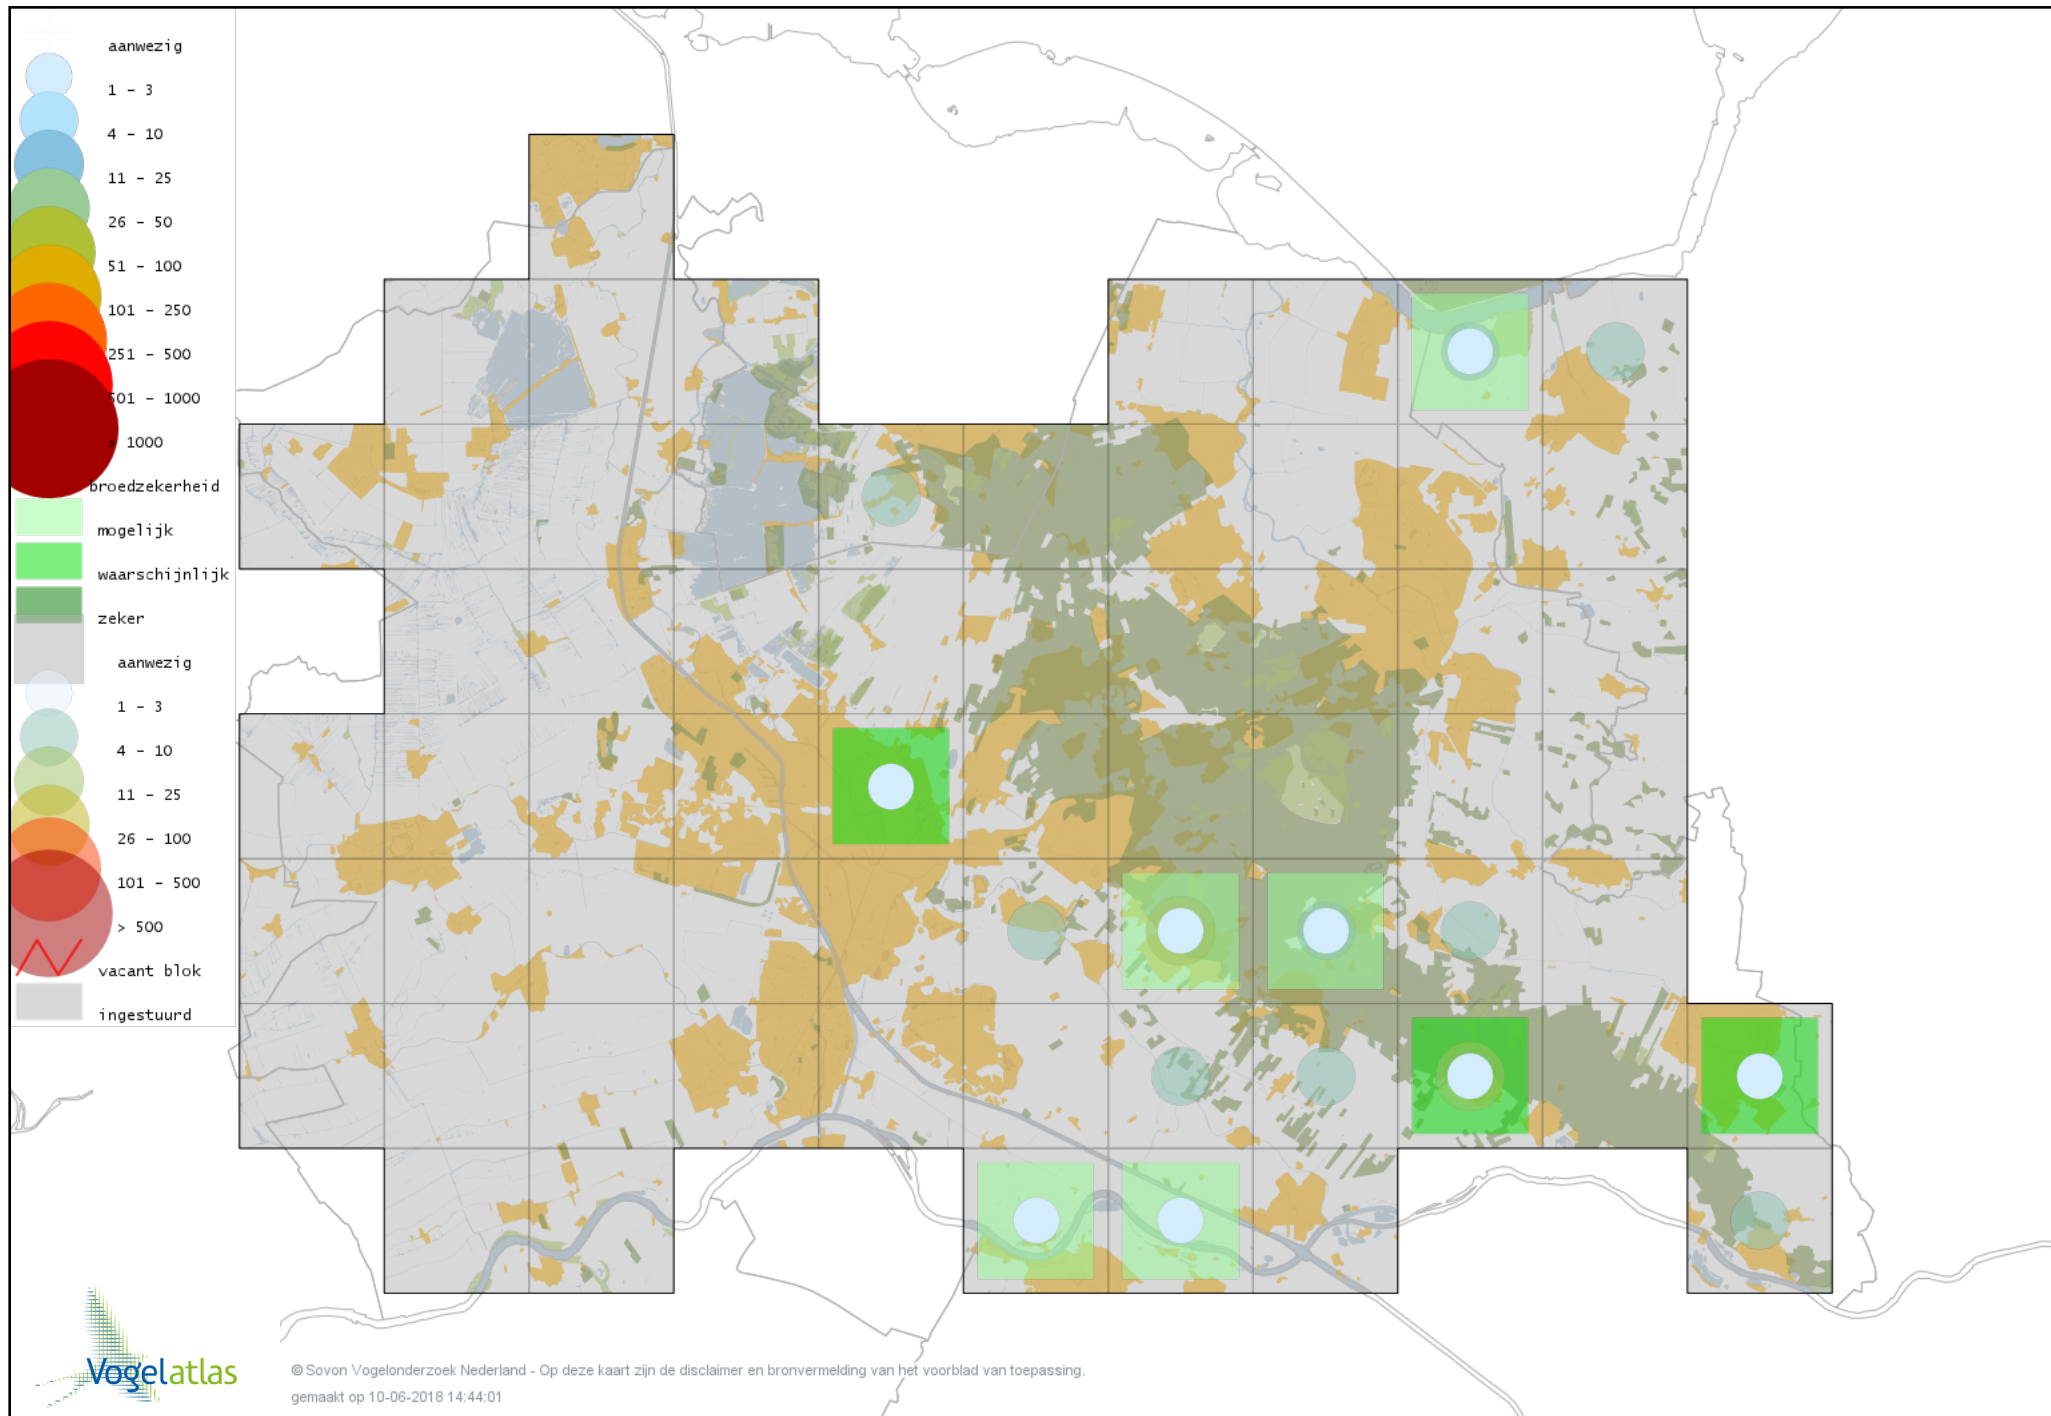 aanwezig
1 - 3
4 - 10
11 - 25
26 - 50
51 - 100
101 - 250
251 - 500
501 - 1000
> 1000
broedzekerheid
mogelijk
waarschijnlijk
zeker
aanwezig
1 - 3
4 - 10
11 - 25
26 - 100
101 - 500
> 500
vacant blok
ingestuurd
Vogelatlas
© Sovon Vogelonderzoek Nederland - Op deze kaart zijn de disclaimer en bronvermelding van het voorblad van toepassing.
gemaakt op 10-06-2018 14:44:01